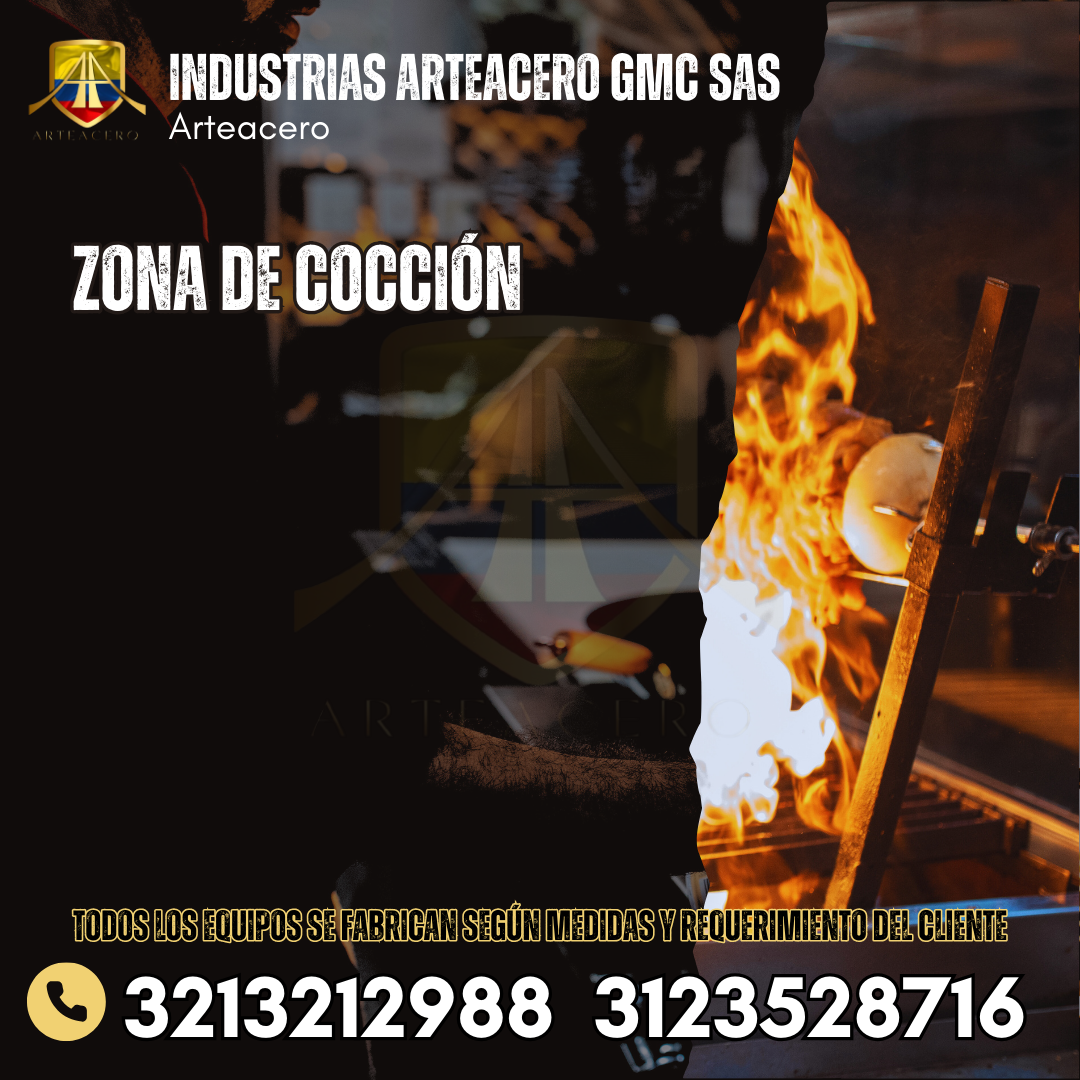 INDUSTRIAS ARTEACERO GMC SAS
ARTEACERO
Arteacero
ZONA DE COCCIÓN
ARTEACERO
TODOS LOS EQUIPOS SE FABRICAN SEGÚN MEDIDAS Y REQUERIMIENTO DEL CLIENTE
3213212988 3123528716